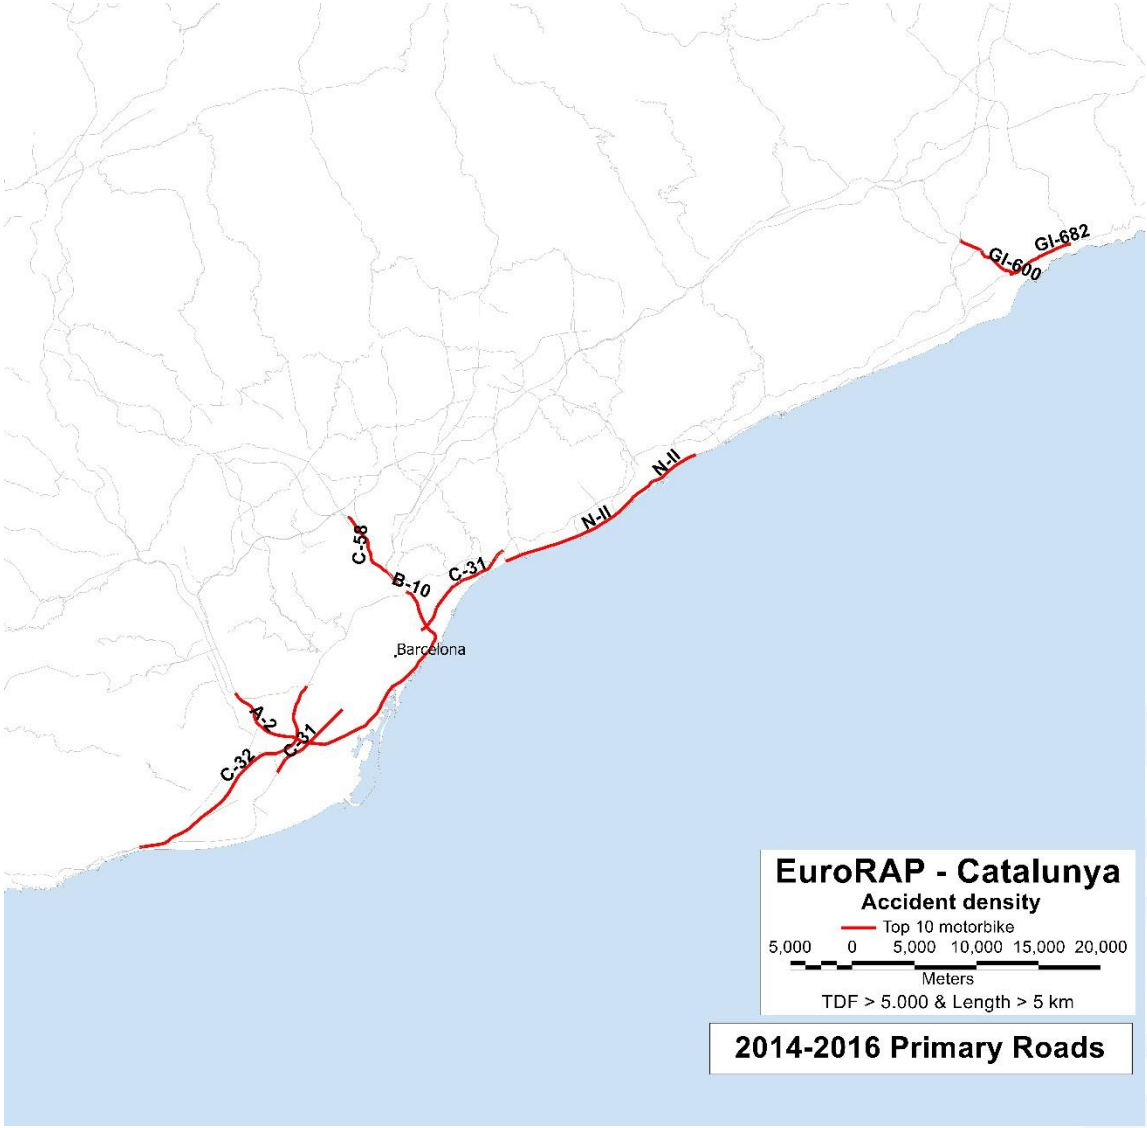 GI-682
GI-600
N-II
N-II
C-58
C-31
B-10
Barcelona
A-2
C-31
C-32
EuroRAP - Catalunya
Accident density
Top 10 motorbike
5,000 0 5,000 10,000 15,000 20,000
Meters
TDF > 5.000 & Length > 5 km
2014-2016 Primary Roads